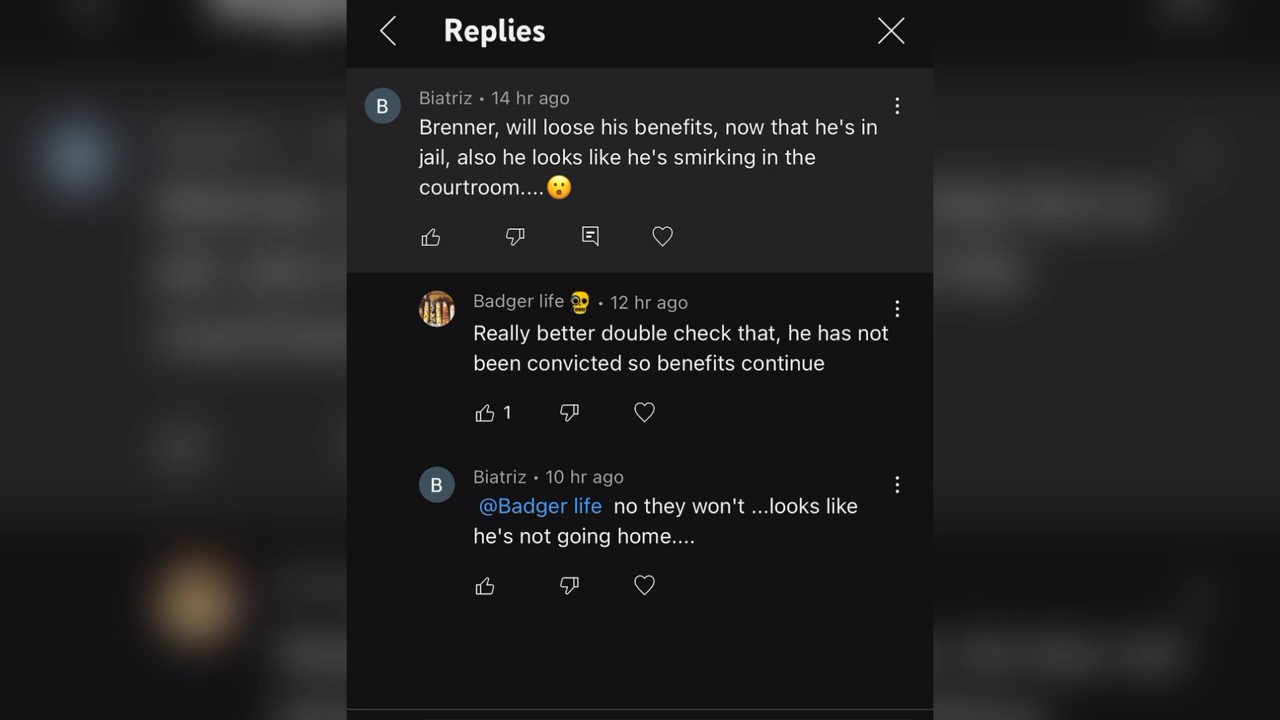 Replies
B
Biatriz • 14 hr ago
Brenner, will loose his benefits, now that he's in
jail, also he looks like he's smirking in the
courtroom....😮
Badger life 💀 • 12 hr ago
Really better double check that, he has not
been convicted so benefits continue
1
B
Biatriz • 10 hr ago
@Badger life no they won't ...looks like
he's not going home....